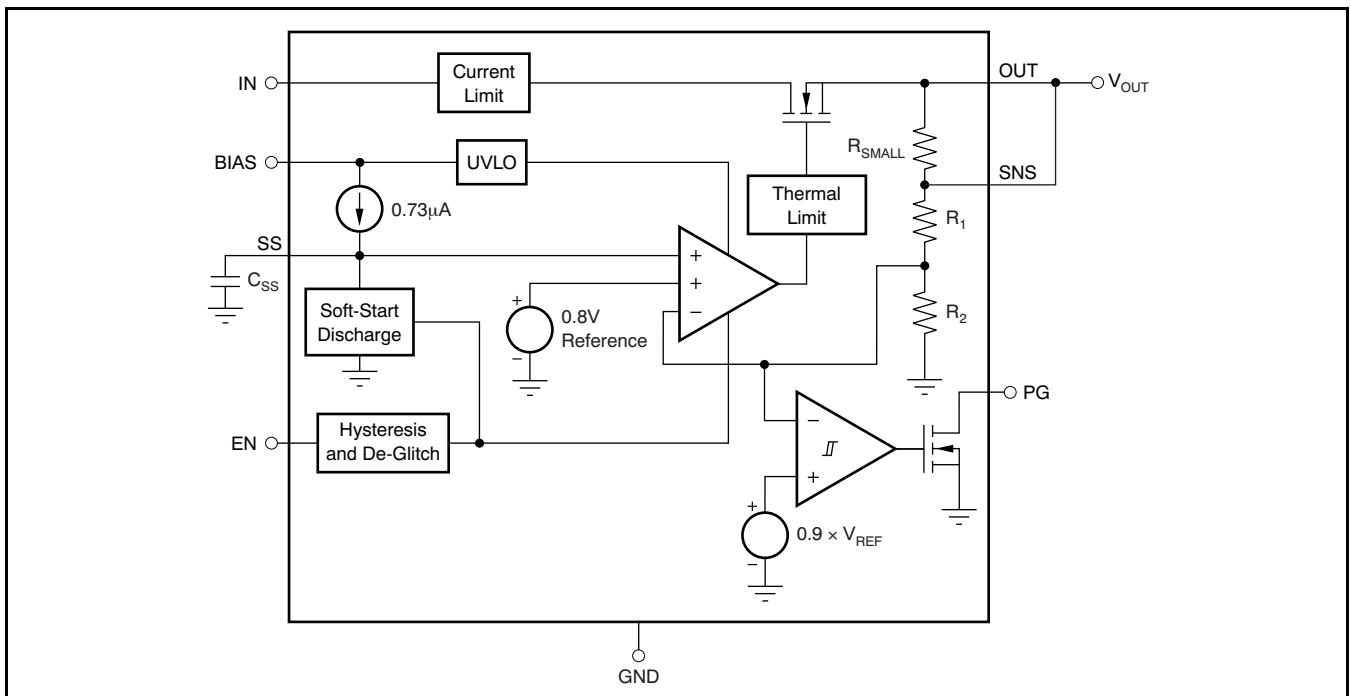 IN
Current
Limit
OUT
V_OUT
BIAS
UVLO
R_SMALL
SNS
0.73μA
Thermal
Limit
R_1
SS
C_SS
+
+
−
Soft-Start
Discharge
+
0.8V
Reference
−
R_2
PG
EN
Hysteresis
and De-Glitch
−
+
+
0.9 × V_REF
−
GND